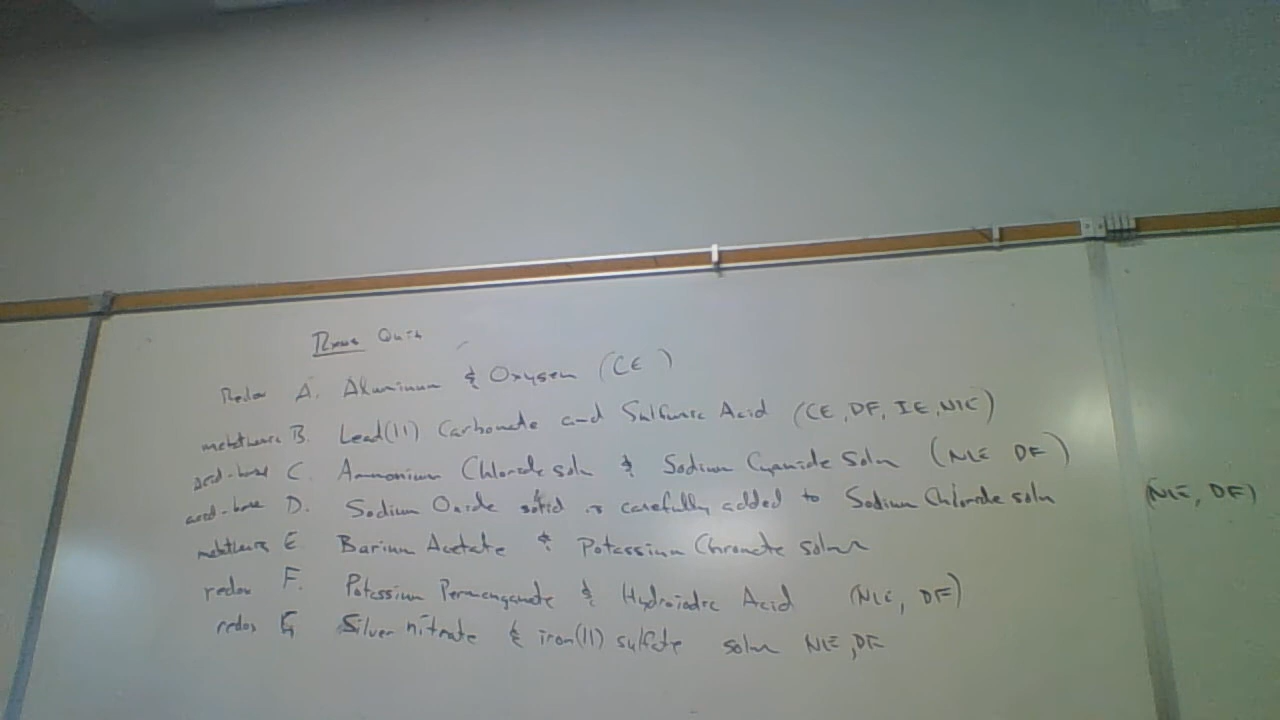 Rxns Quiz
Redox A. Aluminum & Oxygen (CE)
metathesis B. Lead(II) Carbonate and Sulfuric Acid (CE, DF, IE, NIE)
acid-base C. Ammonium Chloride soln & Sodium Cyanide soln (NIE DF)
acid-base D. Sodium Oxide solid is carefully added to Sodium Chloride soln (NIE, DF)
metathesis E Barium Acetate & Potassium Chromate solns
redox F. Potassium Permanganate & Hydroiodic Acid (NIE, DF)
redox G Silver nitrate & iron(II) sulfate soln NIE, DF